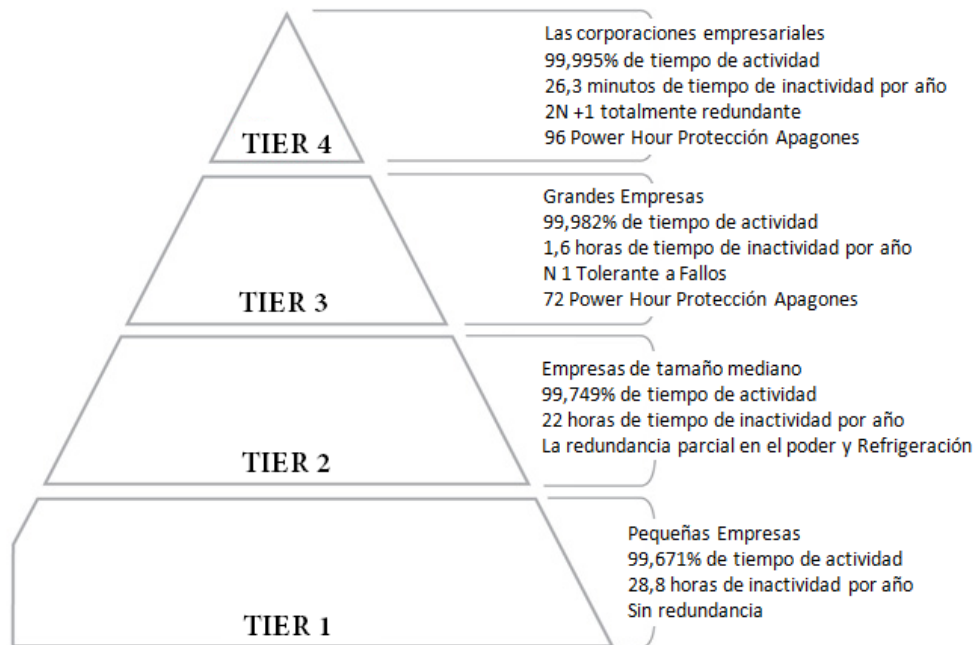 Las corporaciones empresariales
99,995% de tiempo de actividad
26,3 minutos de tiempo de inactividad por año
2N +1 totalmente redundante
96 Power Hour Protección Apagones
TIER 4
Grandes Empresas
99,982% de tiempo de actividad
1,6 horas de tiempo de inactividad por año
N 1 Tolerante a Fallos
72 Power Hour Protección Apagones
TIER 3
Empresas de tamaño mediano
99,749% de tiempo de actividad
22 horas de tiempo de inactividad por año
La redundancia parcial en el poder y Refrigeración
TIER 2
Pequeñas Empresas
99,671% de tiempo de actividad
28,8 horas de inactividad por año
Sin redundancia
TIER 1